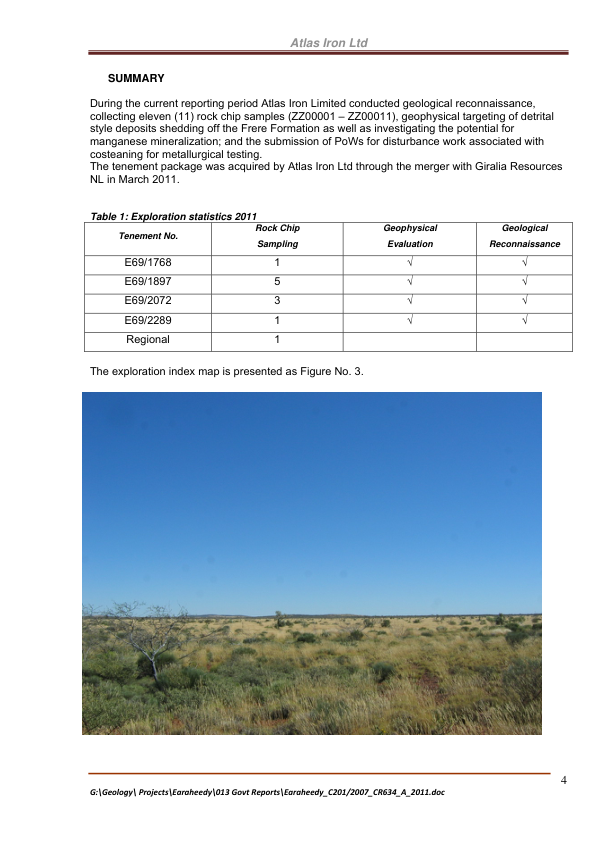 Atlas Iron Ltd
SUMMARY
During the current reporting period Atlas Iron Limited conducted geological reconnaissance,
collecting eleven (11) rock chip samples (ZZ00001 – ZZ00011), geophysical targeting of detrital
style deposits shedding off the Frere Formation as well as investigating the potential for
manganese mineralization; and the submission of PoWs for disturbance work associated with
costeaning for metallurgical testing.
The tenement package was acquired by Atlas Iron Ltd through the merger with Giralia Resources
NL in March 2011.
Table 1: Exploration statistics 2011
Tenement No. Rock Chip Sampling Geophysical Evaluation Geological Reconnaissance
E69/1768 1 √ √
E69/1897 5 √ √
E69/2072 3 √ √
E69/2289 1 √ √
Regional 1
The exploration index map is presented as Figure No. 3.
4
G:\Geology\ Projects\Earaheedy\013 Govt Reports\Earaheedy_C201/2007_CR634_A_2011.doc